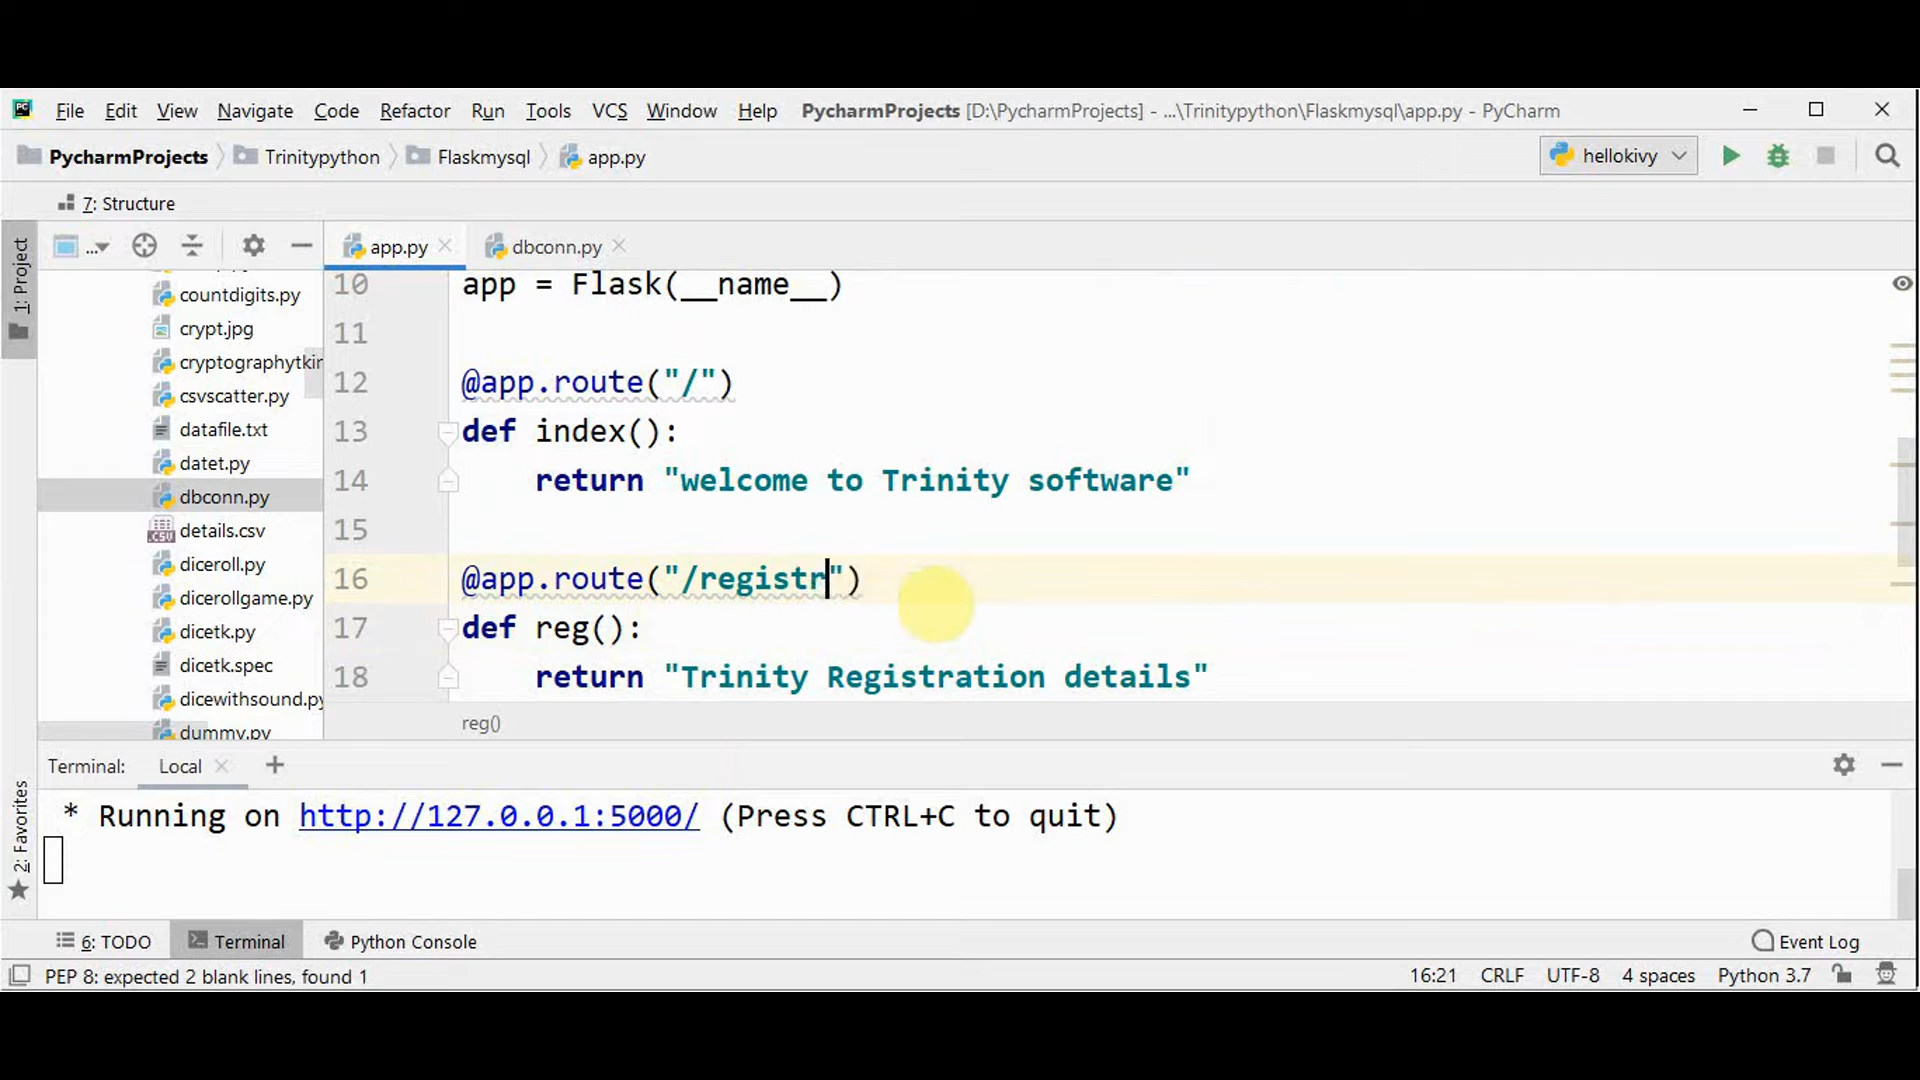 File Edit View Navigate Code Refactor Run Tools VCS Window Help PycharmProjects [D:\PycharmProjects] - ...\Trinitypython\Flaskmysql\app.py - PyCharm
PycharmProjects Trinitypython Flaskmysql app.py hellokivy
7: Structure
1: Project
... app.py dbconn.py
countdigits.py
crypt.jpg
cryptographytkin
csvscatter.py
datafile.txt
datet.py
dbconn.py
details.csv
diceroll.py
dicerollgame.py
dicetk.py
dicetk.spec
dicewithsound.py
dummy.py
10 app = Flask(__name__)
11
12 @app.route("/")
13 def index():
14 return "welcome to Trinity software"
15
16 @app.route("/registr")
17 def reg():
18 return "Trinity Registration details"
reg()
2: Favorites
Terminal: Local +
* Running on http://127.0.0.1:5000/ (Press CTRL+C to quit)
6: TODO Terminal Python Console Event Log
PEP 8: expected 2 blank lines, found 1 16:21 CRLF UTF-8 4 spaces Python 3.7